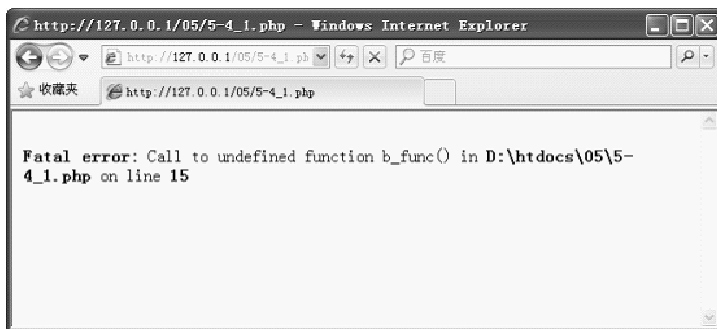 http://127.0.0.1/05/5-4_1.php - Windows Internet Explorer
http://127.0.0.1/05/5-4_1.ph
百度
收藏夹
http://127.0.0.1/05/5-4_1.php
Fatal error: Call to undefined function b_func() in D:\htdocs\05\5-
4_1.php on line 15